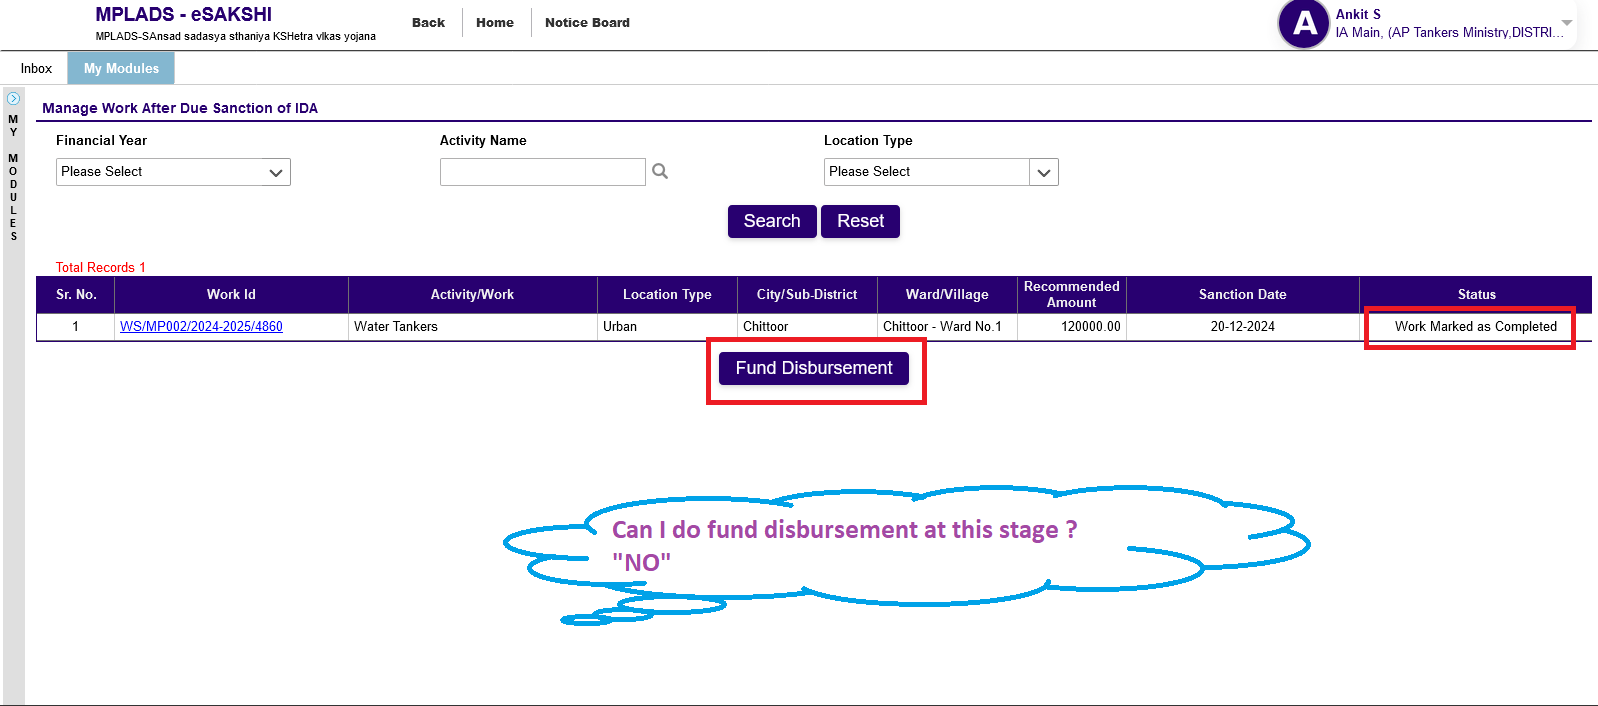 MPLADS - eSAKSHI
MPLADS-SAnsad sadasya sthaniya KSHetra vIkas yojana
Back Home Notice Board
A
Ankit S
IA Main, (AP Tankers Ministry,DISTRI...
Inbox My Modules
MY MODULES
Manage Work After Due Sanction of IDA
Financial Year Activity Name Location Type
Please Select Please Select
Search Reset
Total Records 1
Sr. No. Work Id Activity/Work Location Type City/Sub-District Ward/Village Recommended Amount Sanction Date Status
1 WS/MP002/2024-2025/4860 Water Tankers Urban Chittoor Chittoor - Ward No.1 120000.00 20-12-2024 Work Marked as Completed
Fund Disbursement
Can I do fund disbursement at this stage ?
"NO"